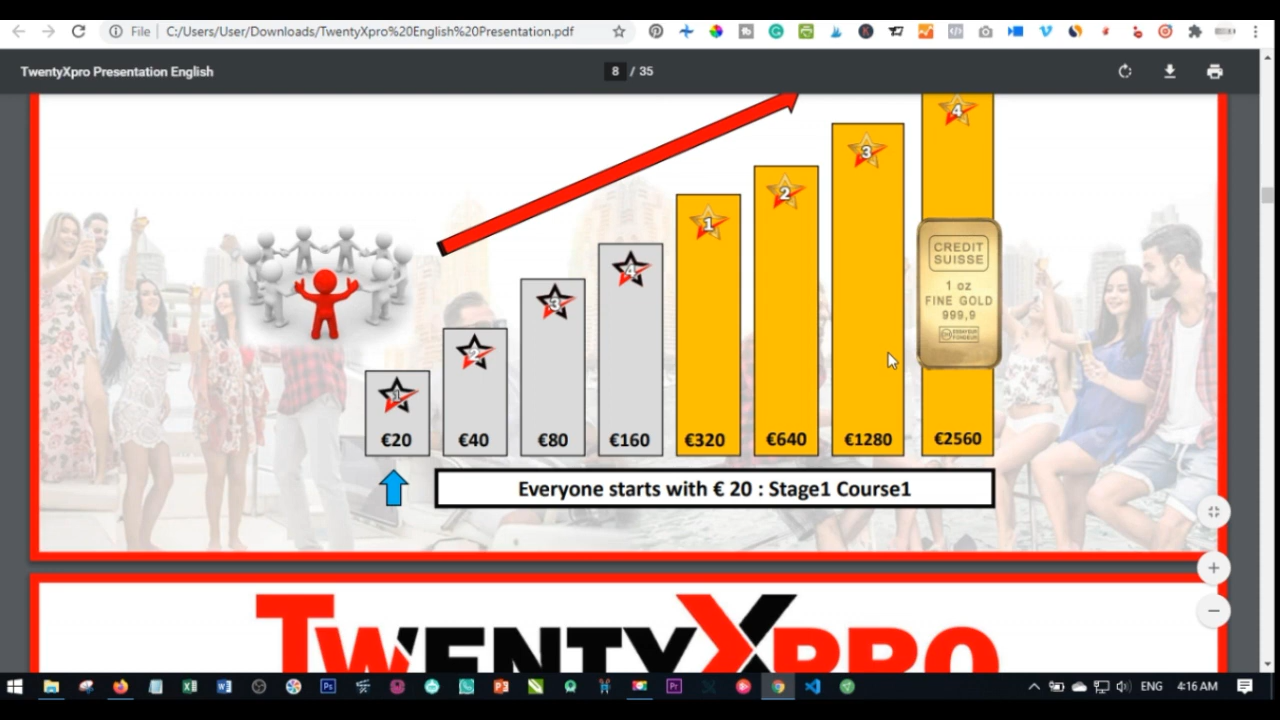 File C:/Users/User/Downloads/TwentyXpro%20English%20Presentation.pdf
TwentyXpro Presentation English
8 / 35
4
3
2
1
4
3
2
1
CREDIT
SUISSE
1 oz
FINE GOLD
999,9
€20 €40 €80 €160 €320 €640 €1280 €2560
Everyone starts with € 20 : Stage1 Course1
TWENTYXPRO
ENG 4:16 AM